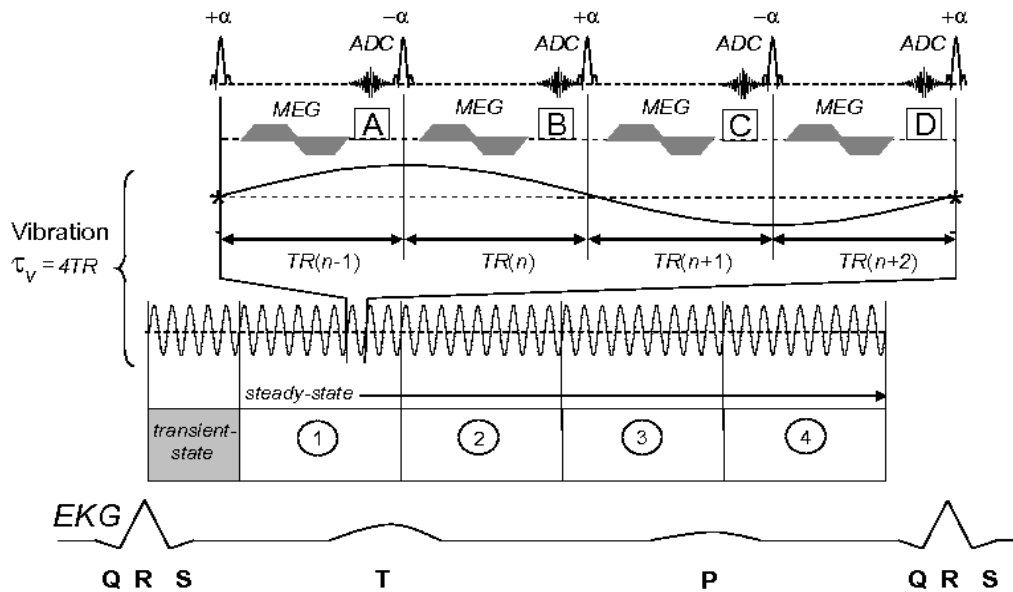 +α −α +α −α +α
ADC ADC ADC ADC
MEG A MEG B MEG C MEG D
Vibration
τV = 4TR
TR(n-1) TR(n) TR(n+1) TR(n+2)
steady-state
transient-
state
1 2 3 4
EKG
Q R S T P Q R S